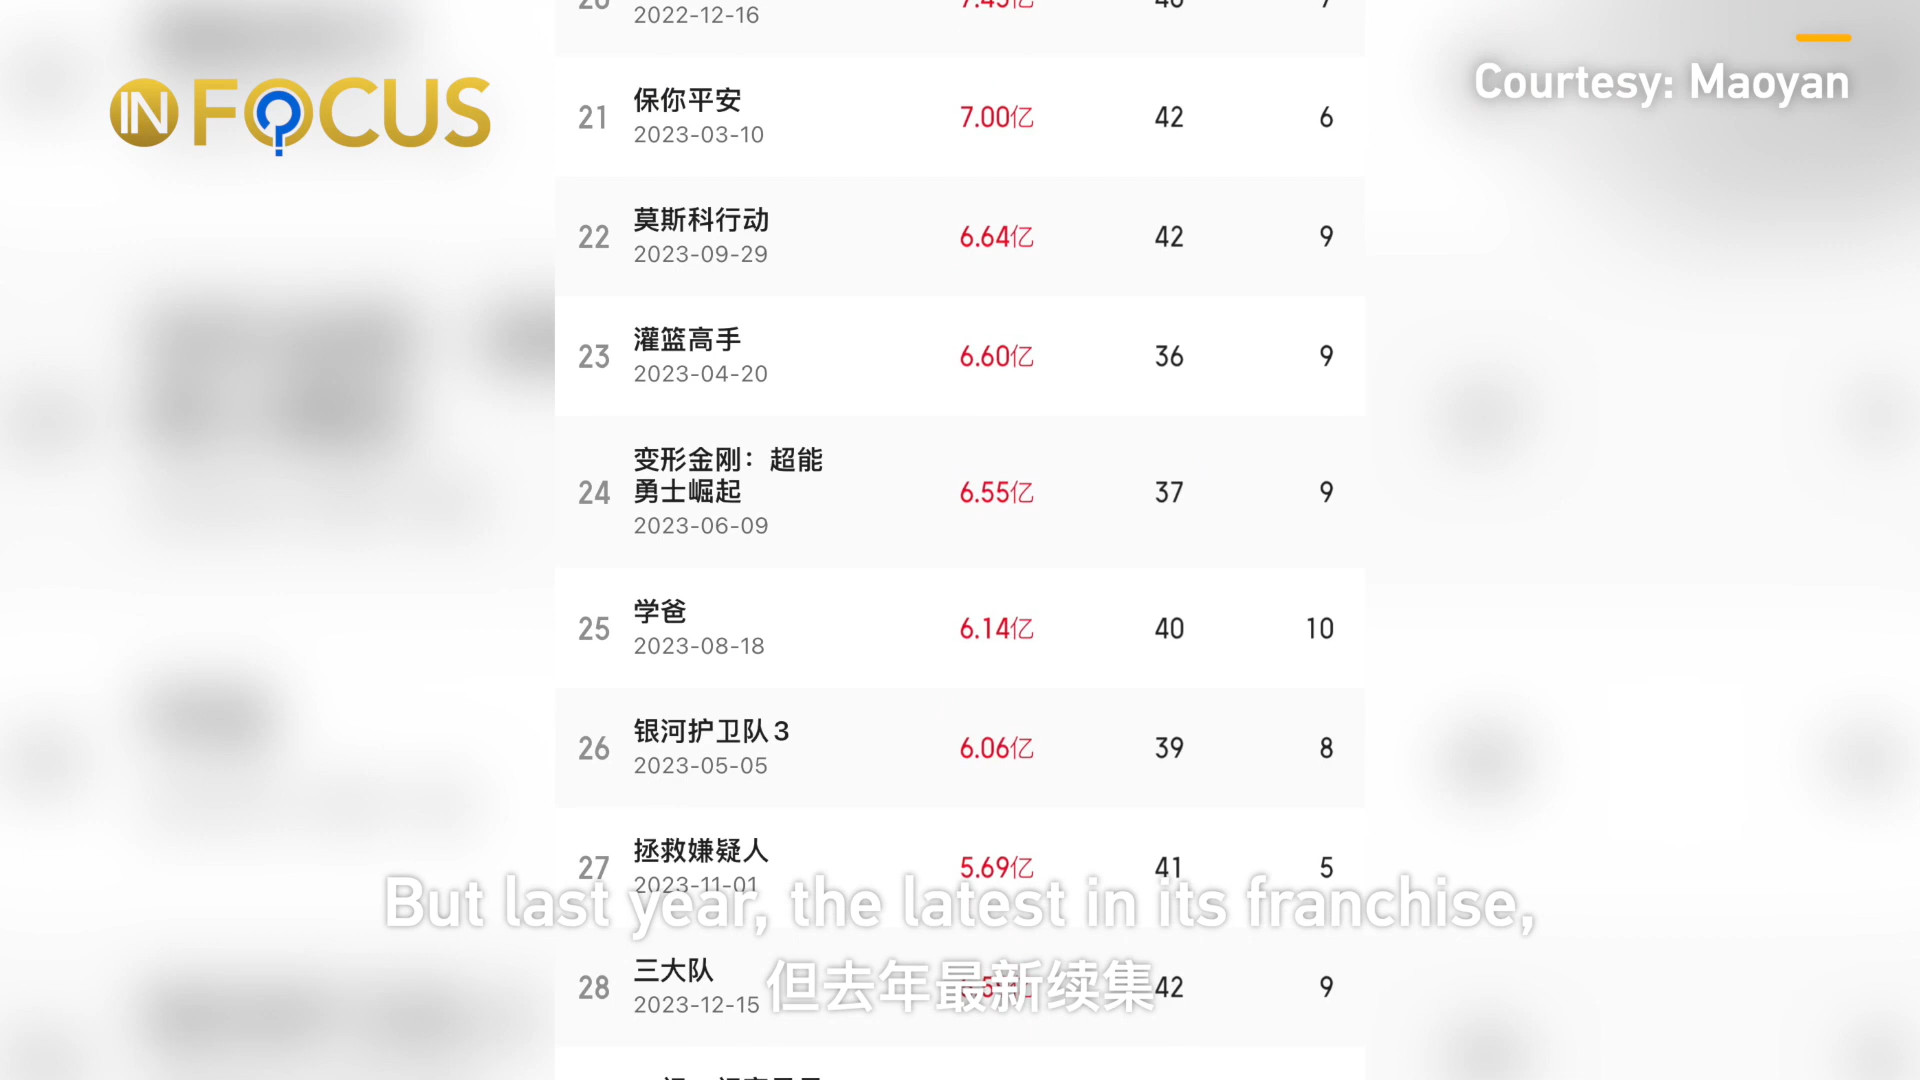 IN FOCUS
Courtesy: Maoyan
2022-12-16
21 保你平安 7.00亿 42 6
2023-03-10
22 莫斯科行动 6.64亿 42 9
2023-09-29
23 灌篮高手 6.60亿 36 9
2023-04-20
24 变形金刚：超能
勇士崛起 6.55亿 37 9
2023-06-09
25 学爸 6.14亿 40 10
2023-08-18
26 银河护卫队3 6.06亿 39 8
2023-05-05
27 拯救嫌疑人 5.69亿 41 5
2023-11-01
But last year, the latest in its franchise,
28 三大队 42 9
2023-12-15
但去年最新续集